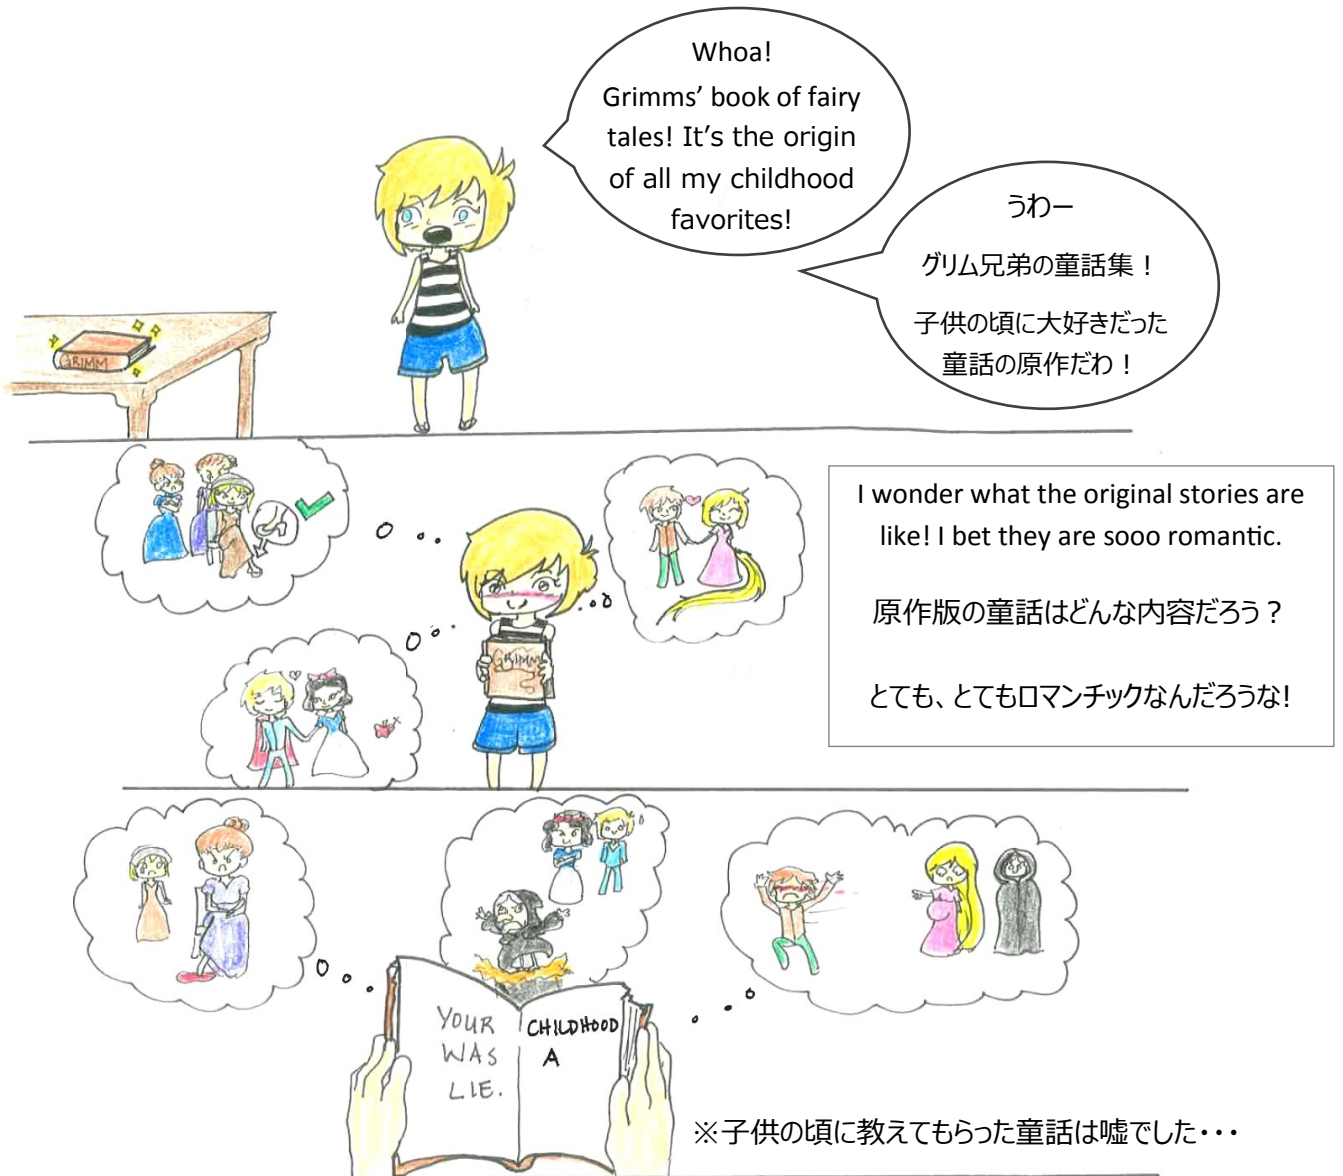 Whoa!
Grimms’ book of fairy
tales! It’s the origin
of all my childhood
favorites!
うわー
グリム兄弟の童話集！
子供の頃に大好きだった
童話の原作だわ！
GRIMM
I wonder what the original stories are
like! I bet they are sooo romantic.
原作版の童話はどんな内容だろう？
とても、とてもロマンチックなんだろうな!
GRIMM
YOUR CHILDHOOD
WAS A
LIE.
※子供の頃に教えてもらった童話は嘘でした・・・